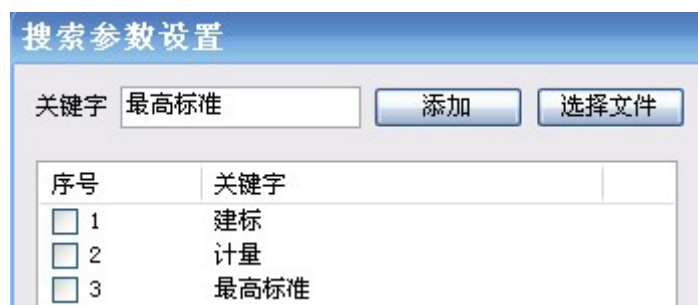 搜索参数设置
关键字 最高标准 添加 选择文件
序号 关键字
1 建标
2 计量
3 最高标准